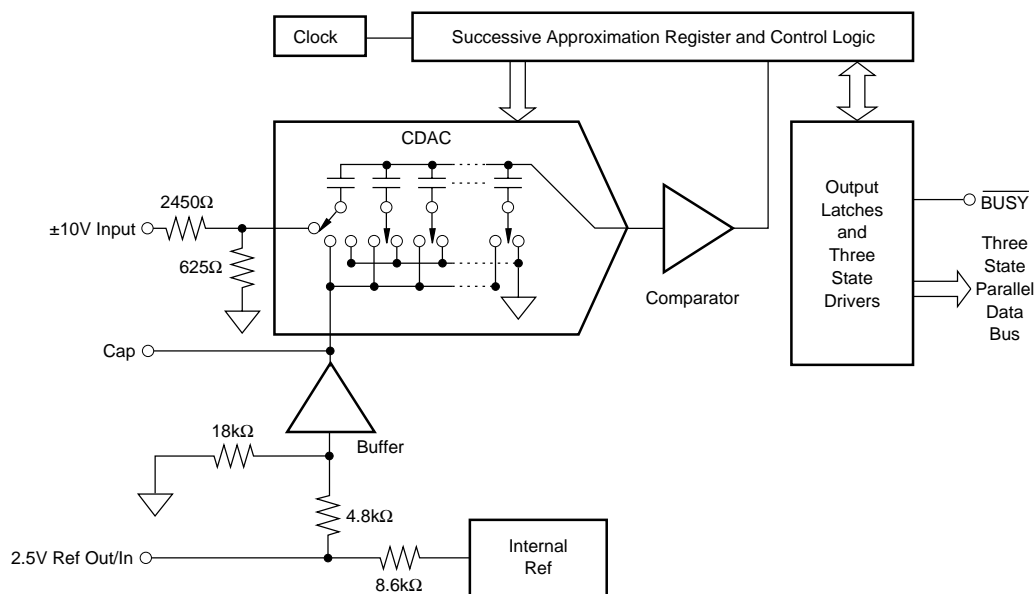 Clock
Successive Approximation Register and Control Logic
CDAC
2450Ω
±10V Input
625Ω
Comparator
Output
Latches
and
Three
State
Drivers
BUSY
Three
State
Parallel
Data
Bus
Cap
Buffer
18kΩ
4.8kΩ
2.5V Ref Out/In
8.6kΩ
Internal
Ref